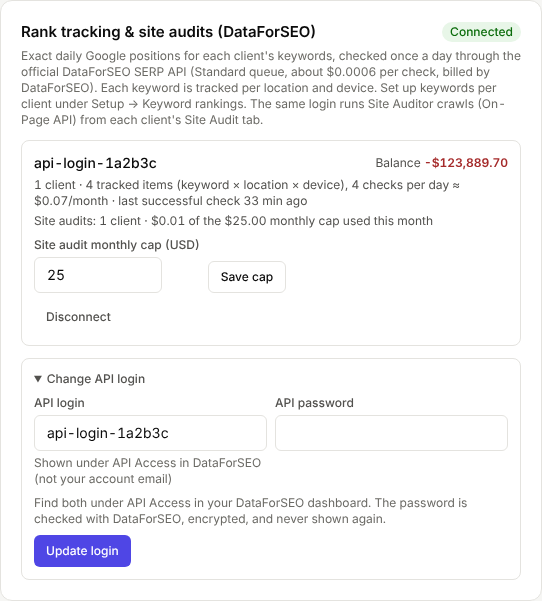 Rank tracking & site audits (DataForSEO)
Connected
Exact daily Google positions for each client's keywords, checked once a day through the
official DataForSEO SERP API (Standard queue, about $0.0006 per check, billed by
DataForSEO). Each keyword is tracked per location and device. Set up keywords per
client under Setup → Keyword rankings. The same login runs Site Auditor crawls (On-
Page API) from each client's Site Audit tab.
api-login-1a2b3c
Balance -$123,889.70
1 client · 4 tracked items (keyword × location × device), 4 checks per day ≈
$0.07/month · last successful check 33 min ago
Site audits: 1 client · $0.01 of the $25.00 monthly cap used this month
Site audit monthly cap (USD)
25
Save cap
Disconnect
▼ Change API login
API login
API password
api-login-1a2b3c
Shown under API Access in DataForSEO
(not your account email)
Find both under API Access in your DataForSEO dashboard. The password is
checked with DataForSEO, encrypted, and never shown again.
Update login